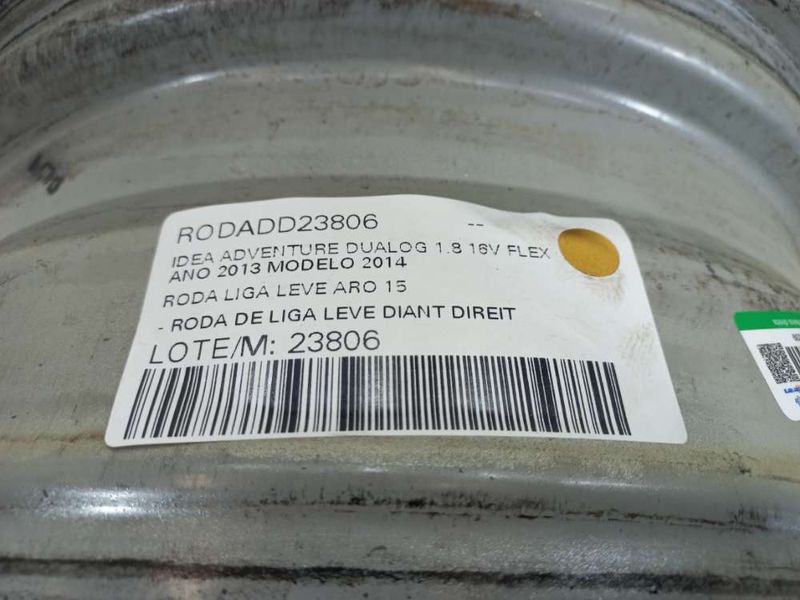 RODADD23806 --
IDEA ADVENTURE DUALOG 1.8 16V FLEX
ANO 2013 MODELO 2014
RODA LIGA LEVE ARO 15
- RODA DE LIGA LEVE DIANT DIREIT
LOTE/M: 23806